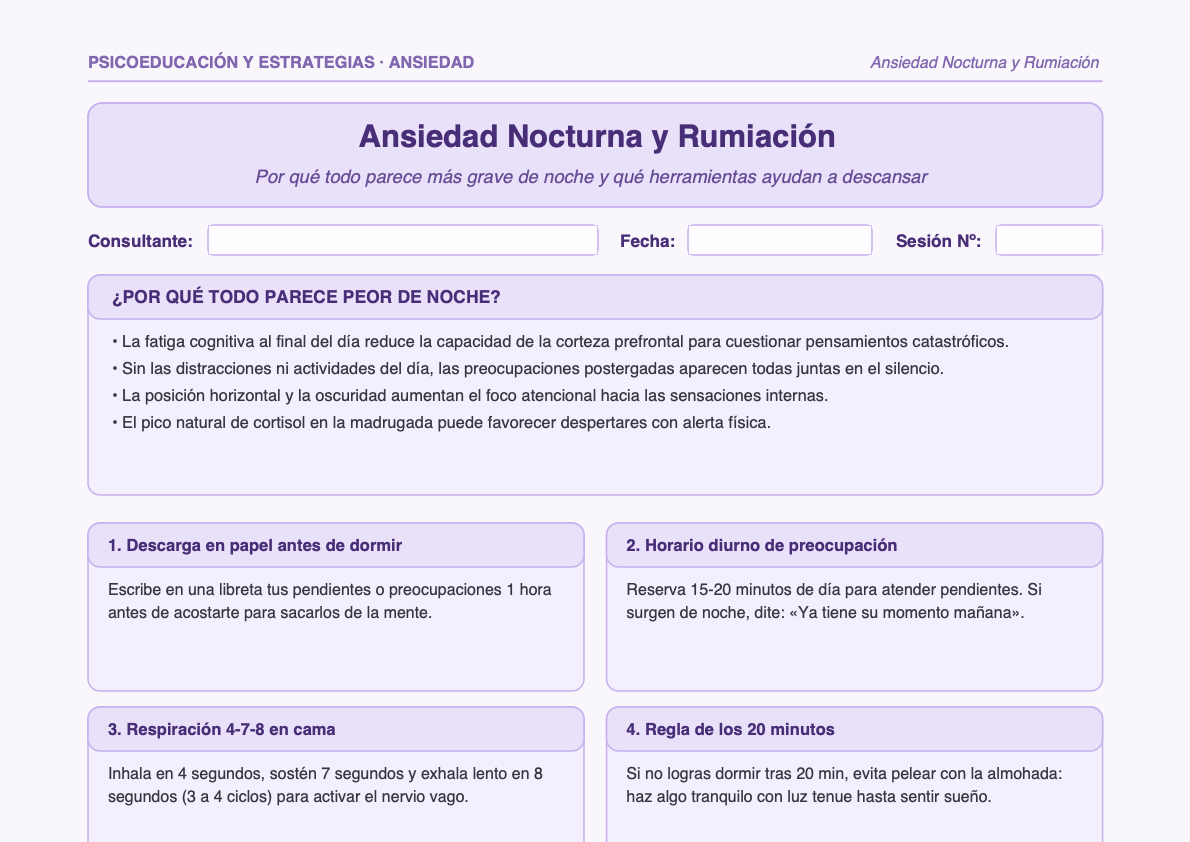 PSICOEDUCACIÓN Y ESTRATEGIAS · ANSIEDAD
Ansiedad Nocturna y Rumiación
Ansiedad Nocturna y Rumiación
Por qué todo parece más grave de noche y qué herramientas ayudan a descansar
Consultante:
Fecha:
Sesión Nº:
¿POR QUÉ TODO PARECE PEOR DE NOCHE?
• La fatiga cognitiva al final del día reduce la capacidad de la corteza prefrontal para cuestionar pensamientos catastróficos.
• Sin las distracciones ni actividades del día, las preocupaciones postergadas aparecen todas juntas en el silencio.
• La posición horizontal y la oscuridad aumentan el foco atencional hacia las sensaciones internas.
• El pico natural de cortisol en la madrugada puede favorecer despertares con alerta física.
1. Descarga en papel antes de dormir
Escribe en una libreta tus pendientes o preocupaciones 1 hora
antes de acostarte para sacarlos de la mente.
2. Horario diurno de preocupación
Reserva 15-20 minutos de día para atender pendientes. Si
surgen de noche, dite: «Ya tiene su momento mañana».
3. Respiración 4-7-8 en cama
Inhala en 4 segundos, sostén 7 segundos y exhala lento en 8
segundos (3 a 4 ciclos) para activar el nervio vago.
4. Regla de los 20 minutos
Si no logras dormir tras 20 min, evita pelear con la almohada:
haz algo tranquilo con luz tenue hasta sentir sueño.